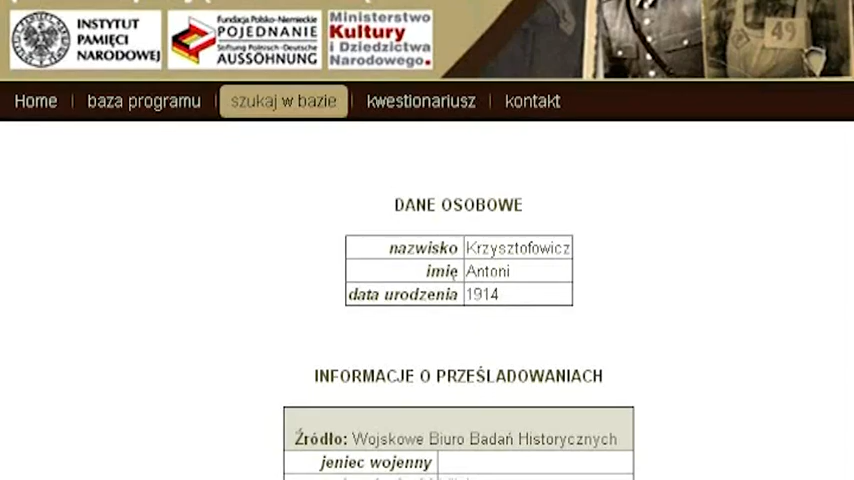 INSTYTUT
PAMIĘCI
NARODOWEJ
Fundacja Polsko-Niemieckie
POJEDNANIE
Stiftung Polnisch-Deutsche
AUSSÖHNUNG
Ministerstwo
Kultury
i Dziedzictwa
Narodowego.
49
Home | baza programu | szukaj w bazie | kwestionariusz | kontakt
DANE OSOBOWE
nazwisko Krzysztofowicz
imię Antoni
data urodzenia 1914
INFORMACJE O PRZEŚLADOWANIACH
Źródło: Wojskowe Biuro Badań Historycznych
jeniec wojenny